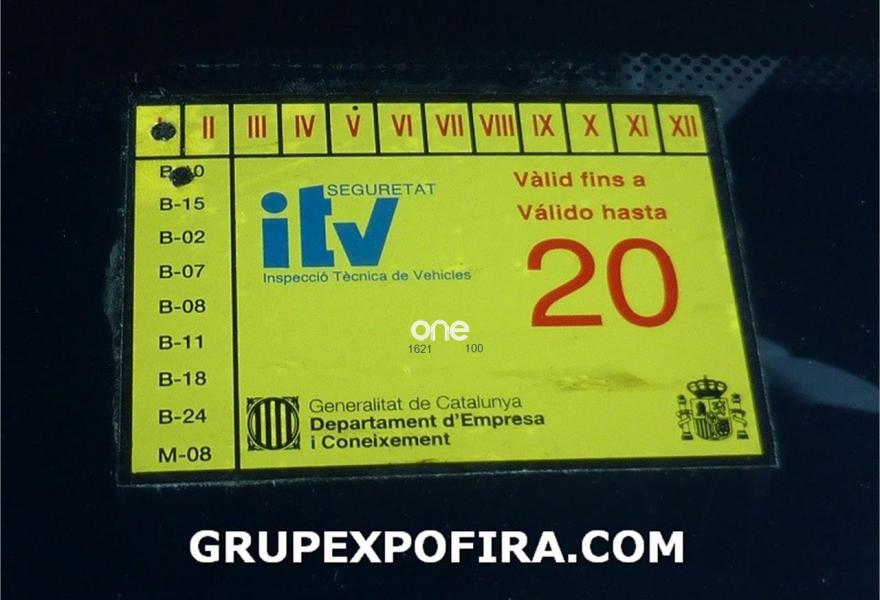 II III IV V VI VII VIII IX X XI XII
B-15
B-02
B-07
B-08
B-11
B-18
B-24
M-08
SEGURETAT
itv
Inspecció Tècnica de Vehicles
Vàlid fins a
Válido hasta
20
one
1621 100
Generalitat de Catalunya
Departament d'Empresa
i Coneixement
GRUPEXPOFIRA.COM